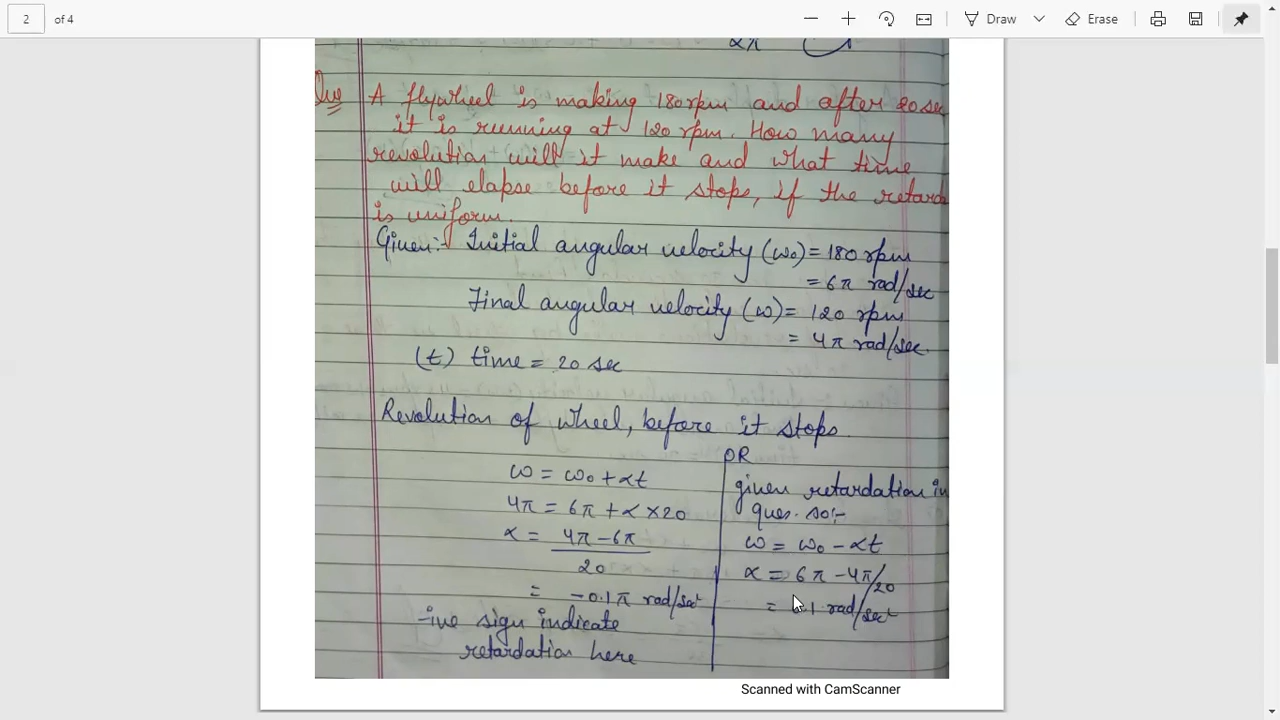 2 of 4 Draw Erase
απ
Que A flywheel is making 180 rpm and after 20 sec
it is running at 120 rpm. How many
revolution will it make and what time
will elapse before it stops, if the retard
is uniform.
Given:- Initial angular velocity (ω₀) = 180 rpm
= 6π rad/sec
Final angular velocity (ω) = 120 rpm
= 4π rad/sec.
(t) time = 20 sec
Revolution of wheel, before it stops.
ω = ω₀ + αt
4π = 6π + α × 20
α = 4π - 6π
20
= -0.1π rad/sec²
-ive sign indicate
retardation here
OR
given retardation in
ques. so:-
ω = ω₀ - αt
α = 6π - 4π/20
= 0.1 rad/sec²
Scanned with CamScanner